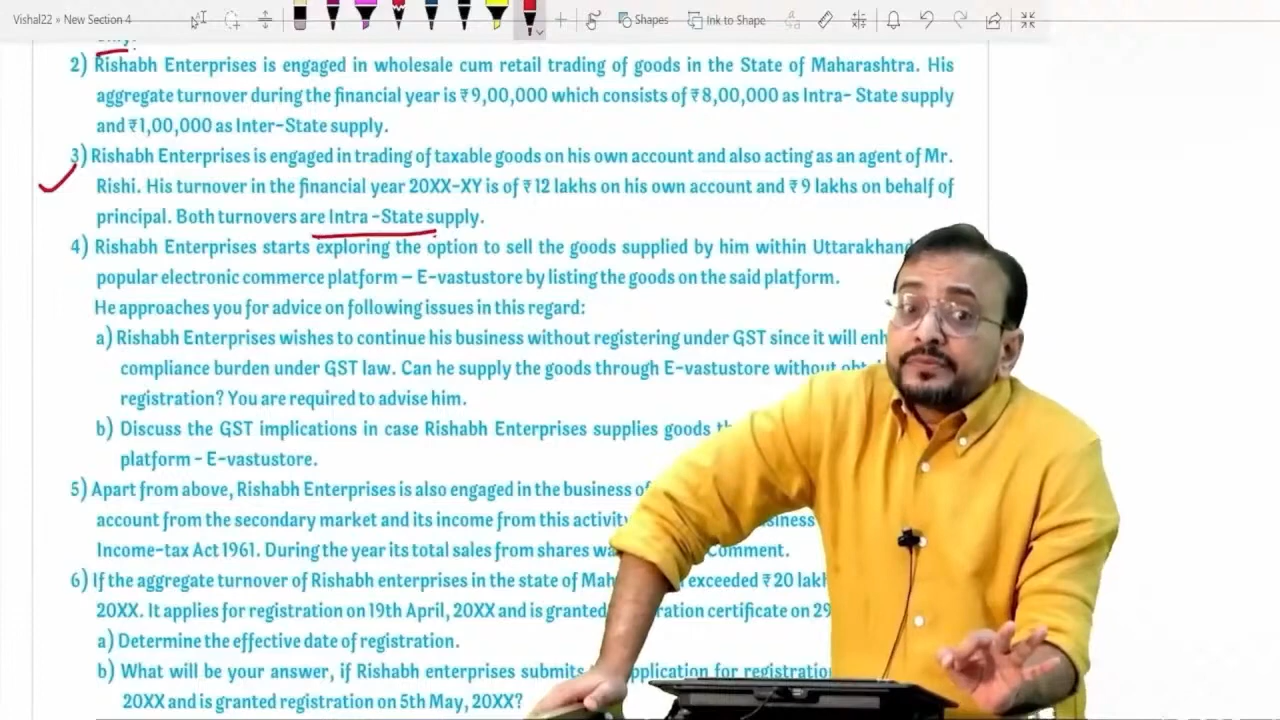 Vishal22 » New Section 4
Shapes
Ink to Shape
2) Rishabh Enterprises is engaged in wholesale cum retail trading of goods in the State of Maharashtra. His
aggregate turnover during the financial year is ₹9,00,000 which consists of ₹8,00,000 as Intra- State supply
and ₹1,00,000 as Inter-State supply.
3) Rishabh Enterprises is engaged in trading of taxable goods on his own account and also acting as an agent of Mr.
Rishi. His turnover in the financial year 20XX-XY is of ₹12 lakhs on his own account and ₹9 lakhs on behalf of
principal. Both turnovers are Intra -State supply.
4) Rishabh Enterprises starts exploring the option to sell the goods supplied by him within Uttarakhand
popular electronic commerce platform – E-vastustore by listing the goods on the said platform.
He approaches you for advice on following issues in this regard:
a) Rishabh Enterprises wishes to continue his business without registering under GST since it will
compliance burden under GST law. Can he supply the goods through E-vastustore without
registration? You are required to advise him.
b) Discuss the GST implications in case Rishabh Enterprises supplies goods
platform - E-vastustore.
5) Apart from above, Rishabh Enterprises is also engaged in the business of
account from the secondary market and its income from this activity
Income-tax Act 1961. During the year its total sales from shares Comment.
6) If the aggregate turnover of Rishabh enterprises in the state of exceeded ₹20
20XX. It applies for registration on 19th April, 20XX and is granted certificate on
a) Determine the effective date of registration.
b) What will be your answer, if Rishabh enterprises submits application for
20XX and is granted registration on 5th May, 20XX?